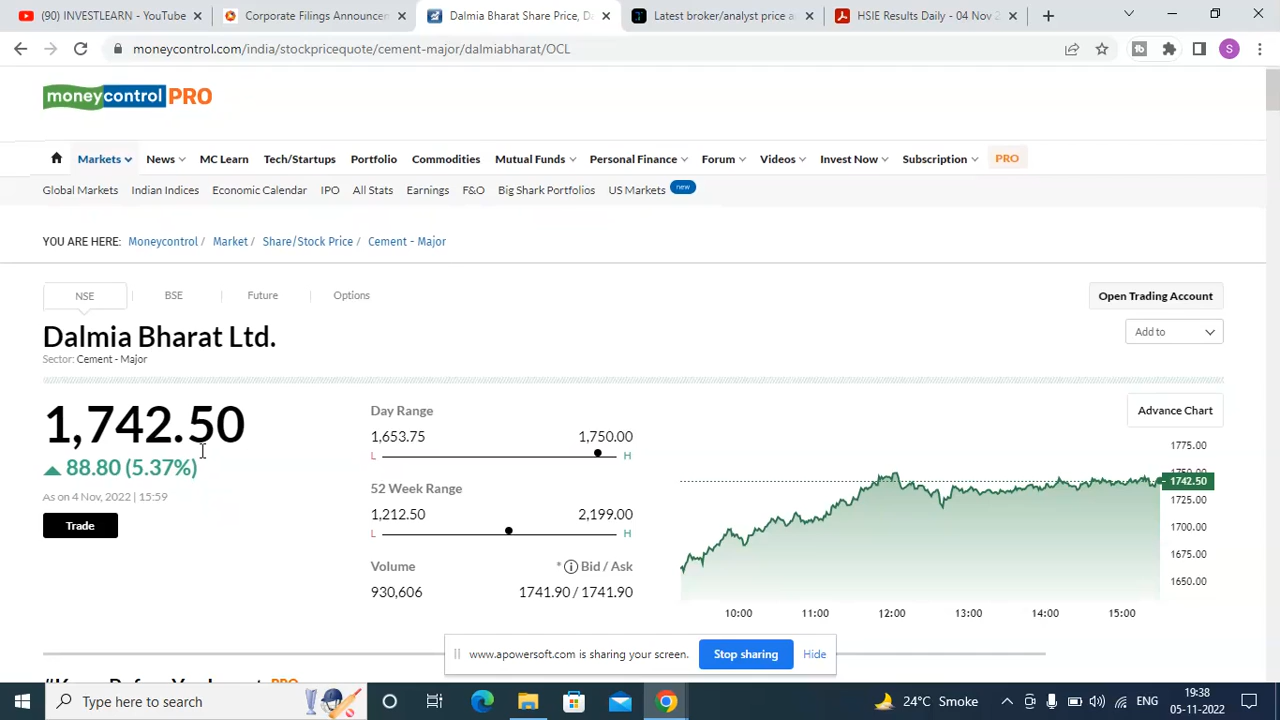 (90) INVESTLEARN - YouTube
Corporate Filings Announcem
Dalmia Bharat Share Price, Da
Latest broker/analyst price a
HSIE Results Daily - 04 Nov 2
moneycontrol.com/india/stockpricequote/cement-major/dalmiabharat/OCL
S
moneycontrol PRO
Markets News MC Learn Tech/Startups Portfolio Commodities Mutual Funds Personal Finance Forum Videos Invest Now Subscription PRO
Global Markets Indian Indices Economic Calendar IPO All Stats Earnings F&O Big Shark Portfolios US Markets new
YOU ARE HERE: Moneycontrol / Market / Share/Stock Price / Cement - Major
NSE BSE Future Options
Open Trading Account
Dalmia Bharat Ltd.
Add to
Sector: Cement - Major
1,742.50
88.80 (5.37%)
As on 4 Nov, 2022 | 15:59
Trade
Day Range
1,653.75 1,750.00
L H
52 Week Range
1,212.50 2,199.00
L H
Volume * i Bid / Ask
930,606 1741.90 / 1741.90
Advance Chart
1775.00
1742.50
1725.00
1700.00
1675.00
1650.00
10:00 11:00 12:00 13:00 14:00 15:00
www.apowersoft.com is sharing your screen. Stop sharing Hide
PRO
Type here to search
24°C Smoke
ENG
19:38
05-11-2022